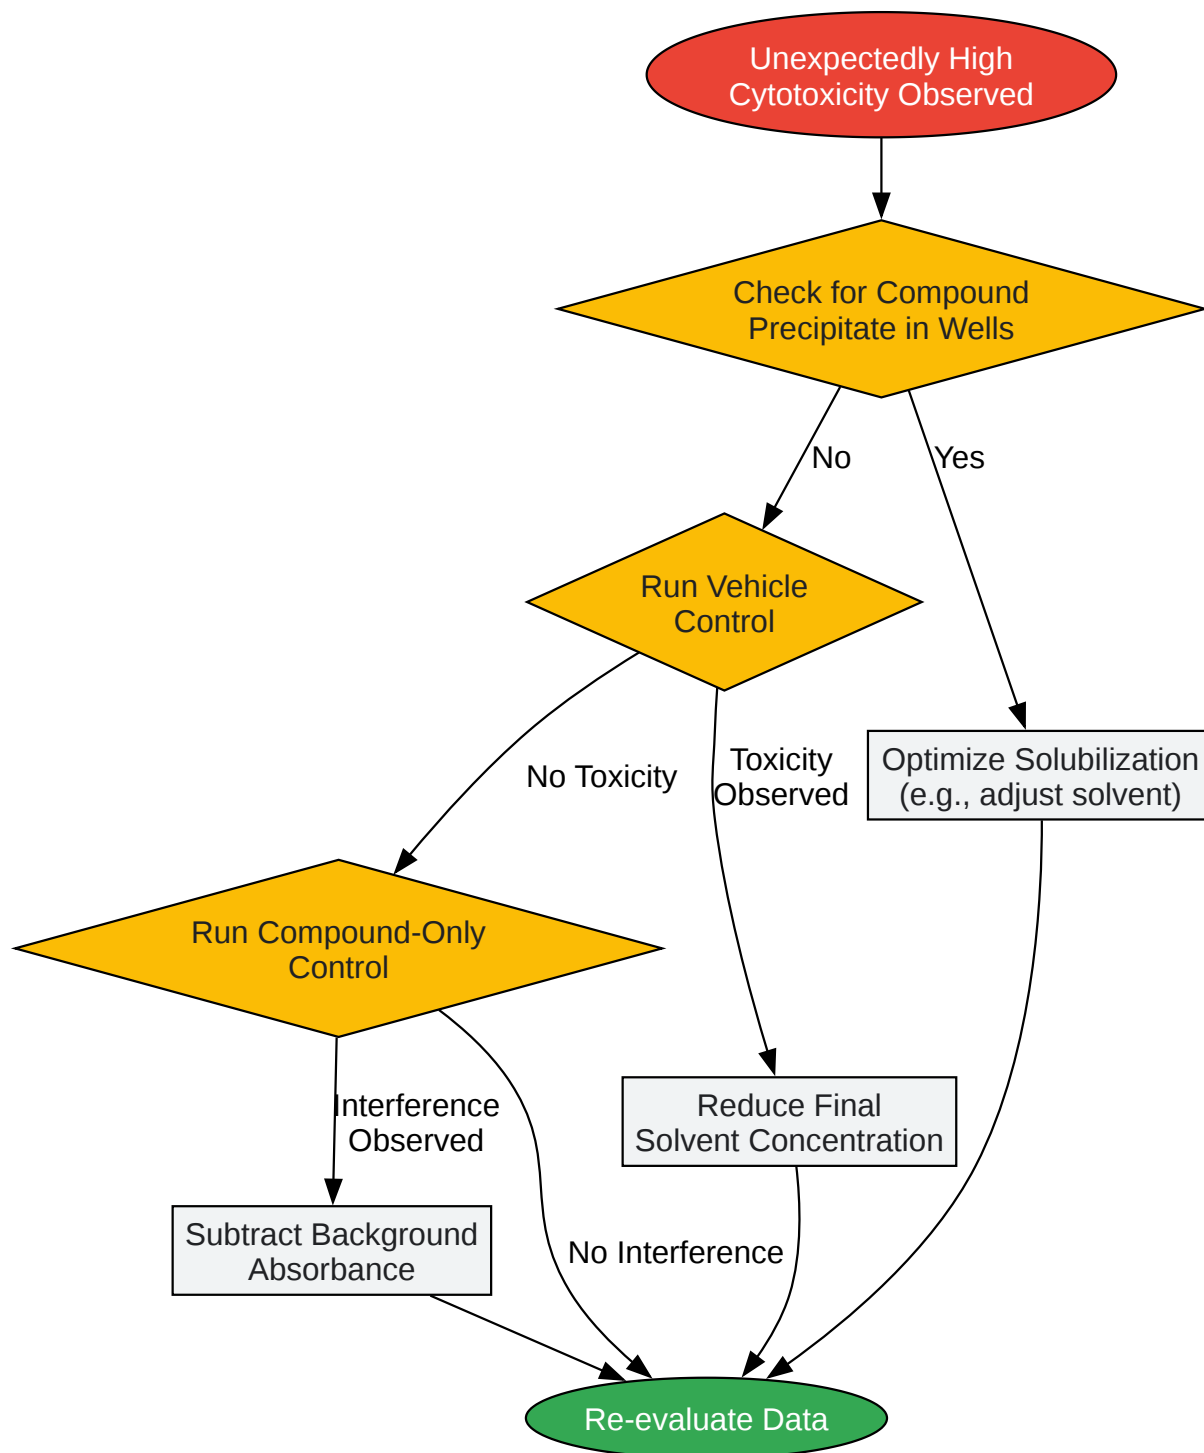 Unexpectedly High
Cytotoxicity Observed
Check for Compound
Precipitate in Wells
No
Yes
Run Vehicle
Control
No Toxicity
Toxicity
Observed
Optimize Solubilization
(e.g., adjust solvent)
Run Compound-Only
Control
Interference
Observed
Reduce Final
Solvent Concentration
Subtract Background
Absorbance
No Interference
Re-evaluate Data